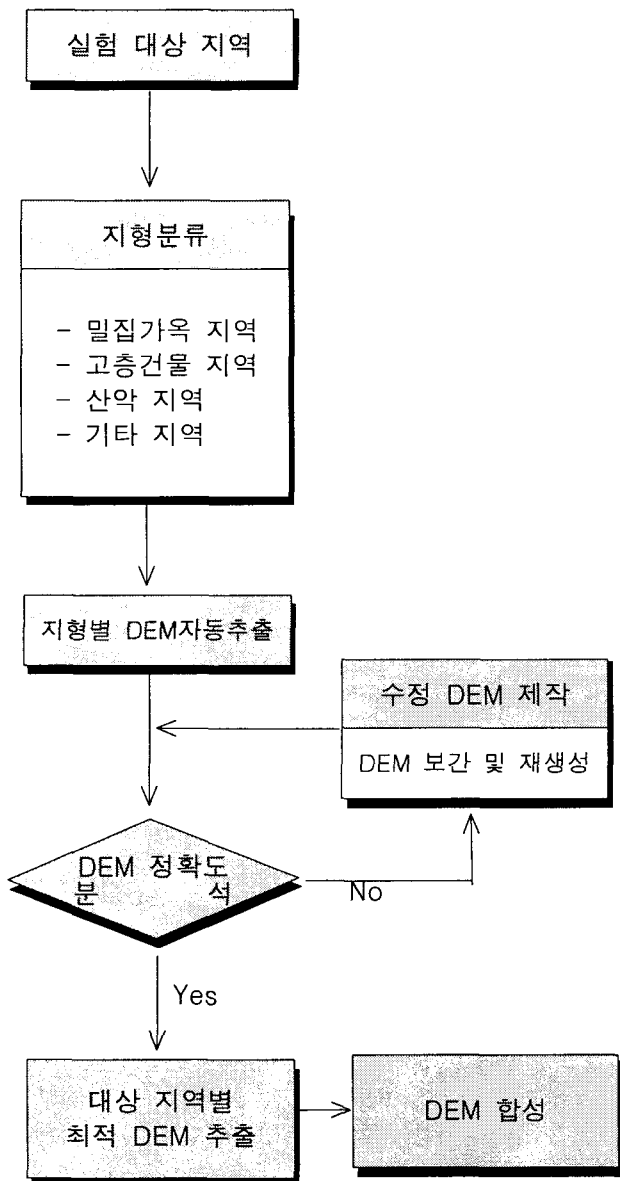 실험 대상 지역
지형분류
- 밀집가옥 지역
- 고층건물 지역
- 산악 지역
- 기타 지역
지형별 DEM자동추출
수정 DEM 제작
DEM 보간 및 재생성
DEM 정확도
분 석
No
Yes
대상 지역별
최적 DEM 추출
DEM 합성